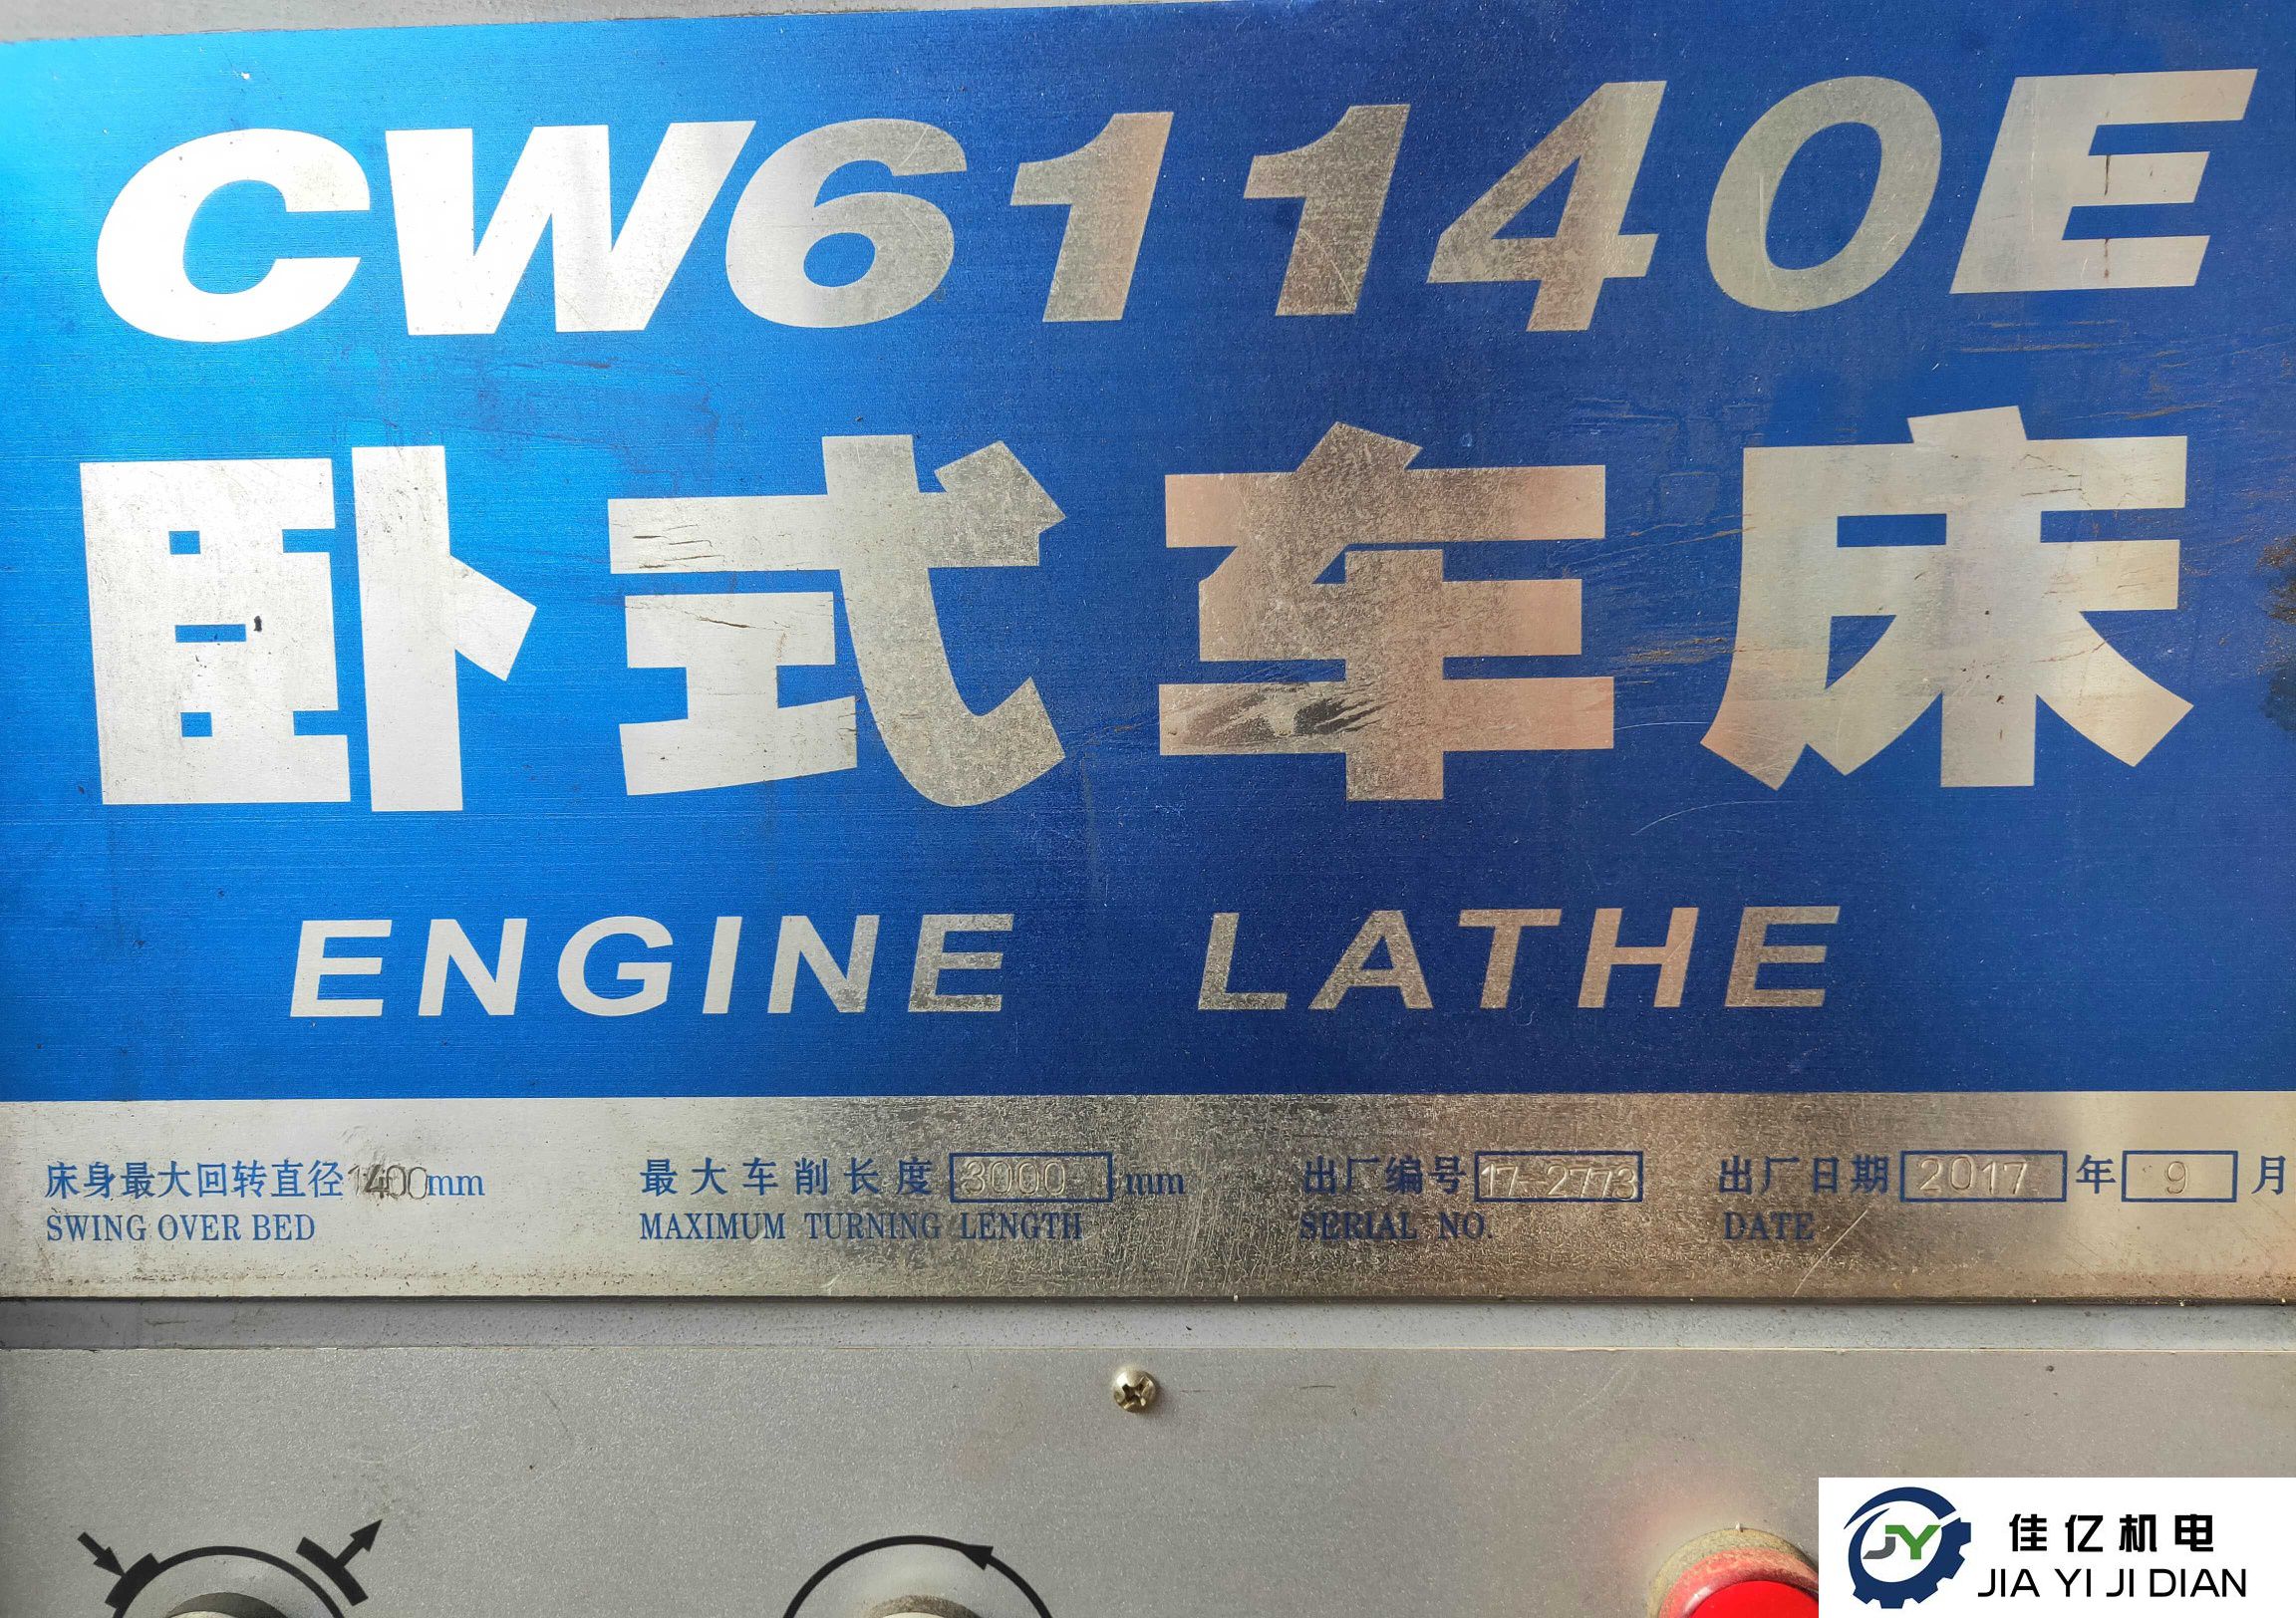 CW61140E
卧式车床
ENGINE LATHE
床身最大回转直径1400mm 最大车削长度 3000 mm 出厂编号 17-2773 出厂日期 2017 年 9 月
SWING OVER BED MAXIMUM TURNING LENGTH SERIAL NO. DATE
JY 佳亿机电
JIA YI JI DIAN